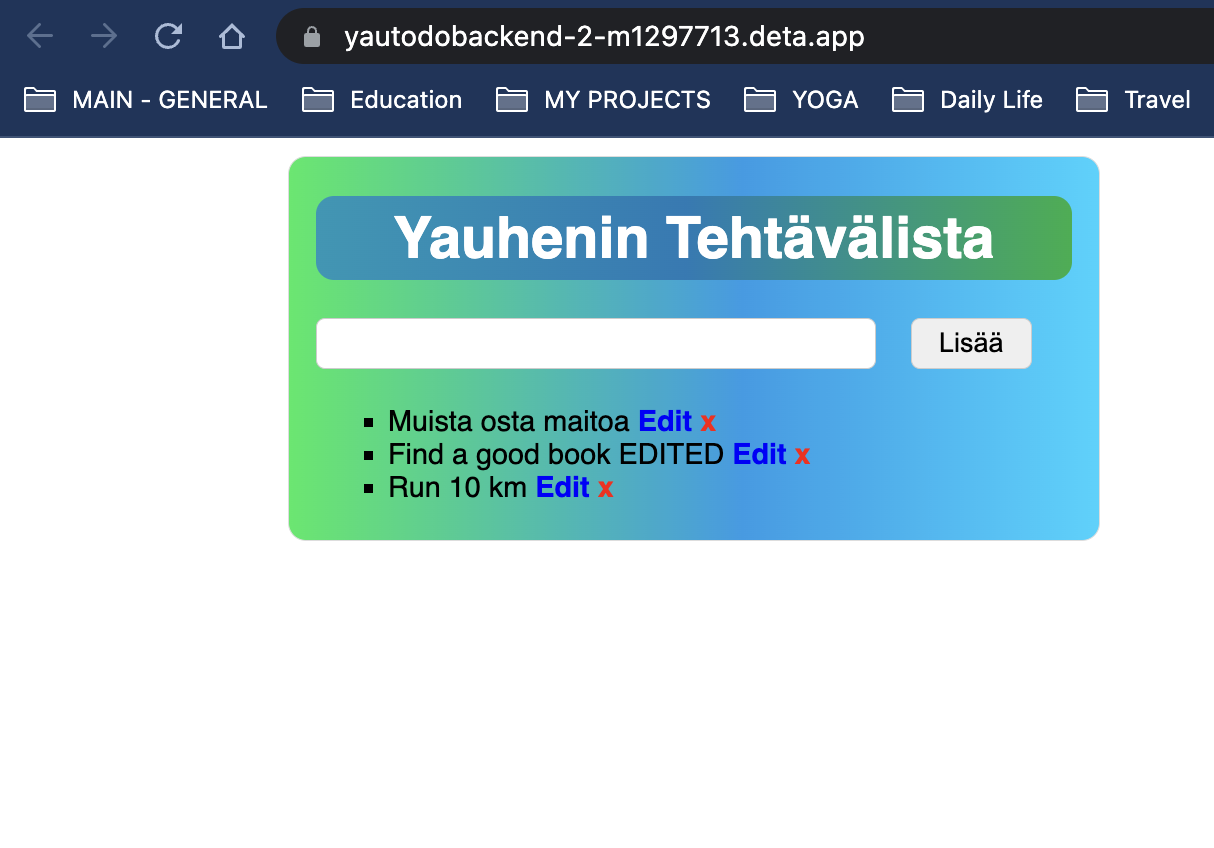 yautodobackend-2-m1297713.deta.app
MAIN - GENERAL Education MY PROJECTS YOGA Daily Life Travel
Yauhenin Tehtävälista
Lisää
Muista osta maitoa Edit x
Find a good book EDITED Edit x
Run 10 km Edit x